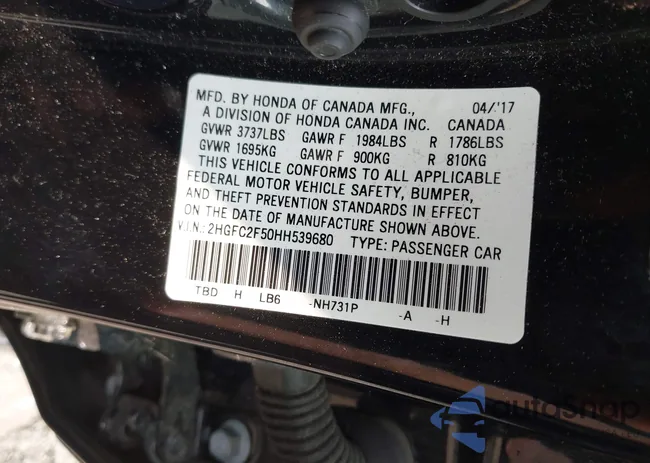 MFD. BY HONDA OF CANADA MFG., 04/'17
A DIVISION OF HONDA CANADA INC. CANADA
GVWR 3737LBS GAWR F 1984LBS R 1786LBS
GVWR 1695KG GAWR F 900KG R 810KG
THIS VEHICLE CONFORMS TO ALL APPLICABLE
FEDERAL MOTOR VEHICLE SAFETY, BUMPER,
AND THEFT PREVENTION STANDARDS IN EFFECT
ON THE DATE OF MANUFACTURE SHOWN ABOVE.
V.I.N.: 2HGFC2F50HH539680 TYPE: PASSENGER CAR
TBD H LB6 -NH731P -A -H
autoSnap